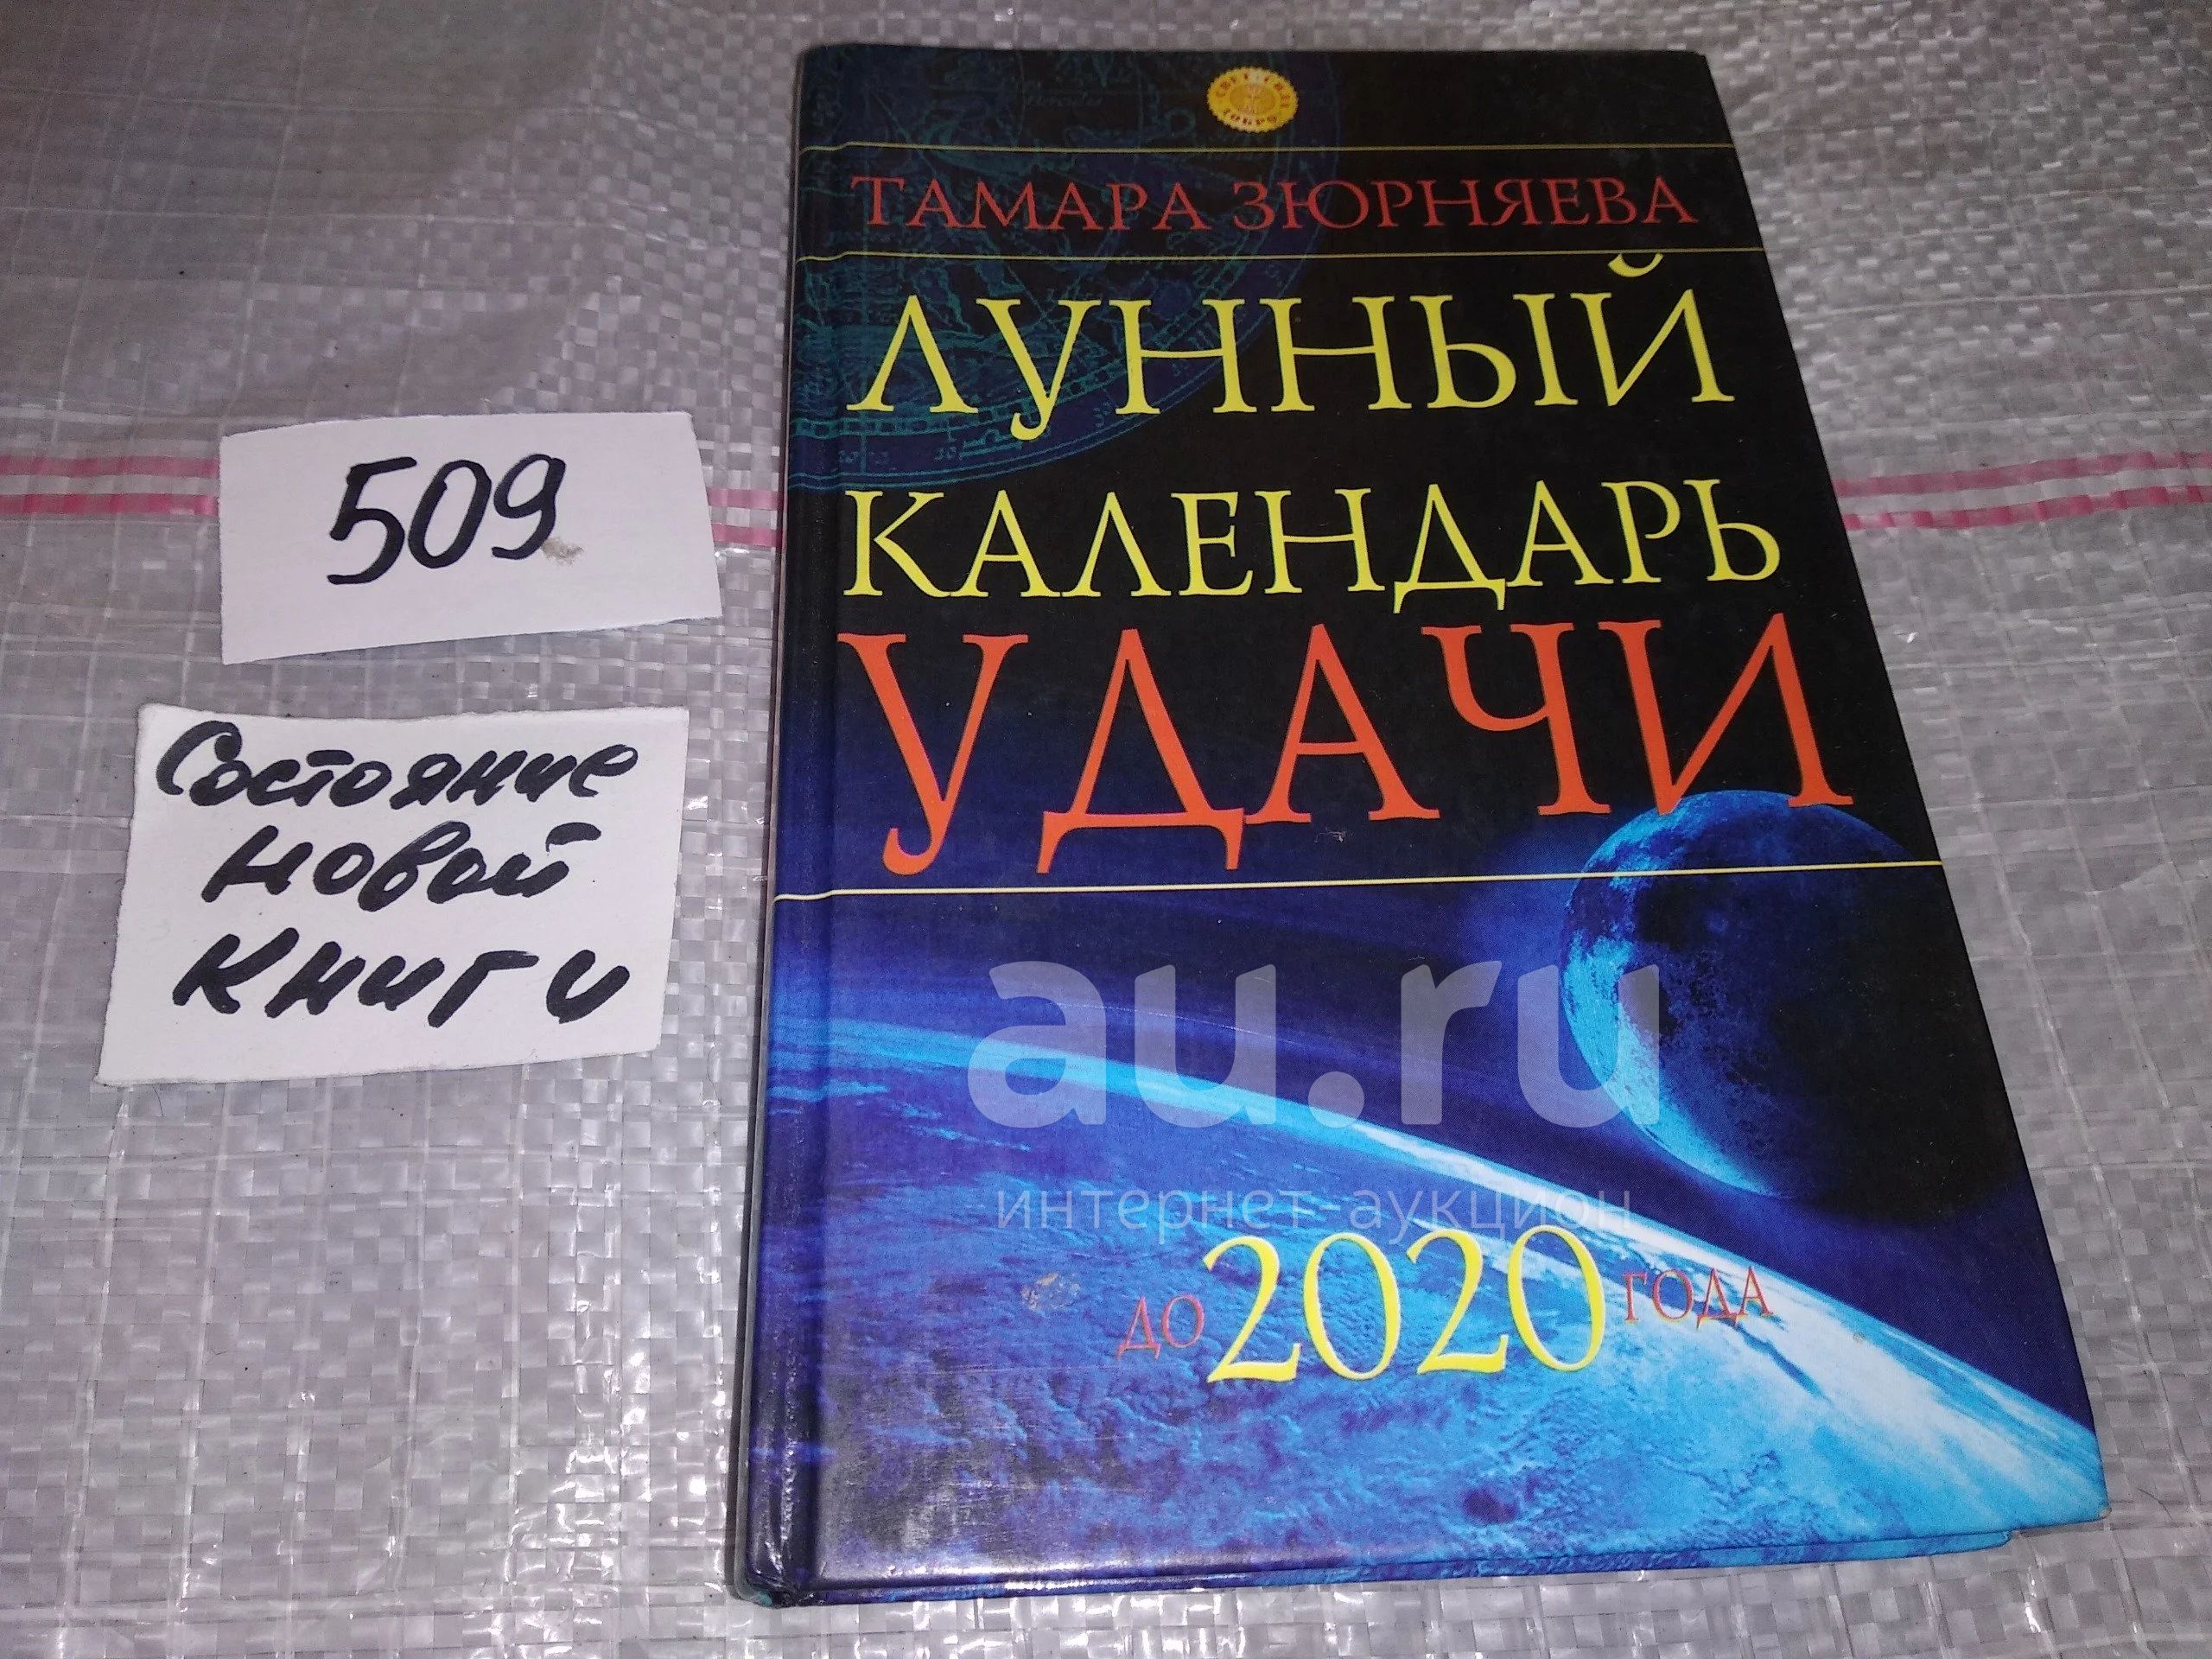 ТАМАРА ЗЮРНЯЕВА
ЛУННЫЙ
КАЛЕНДАРЬ
УДАЧИ
509
Состояние
новой
книги
au.ru
интернет-аукцион
ДО 2020 ГОДА